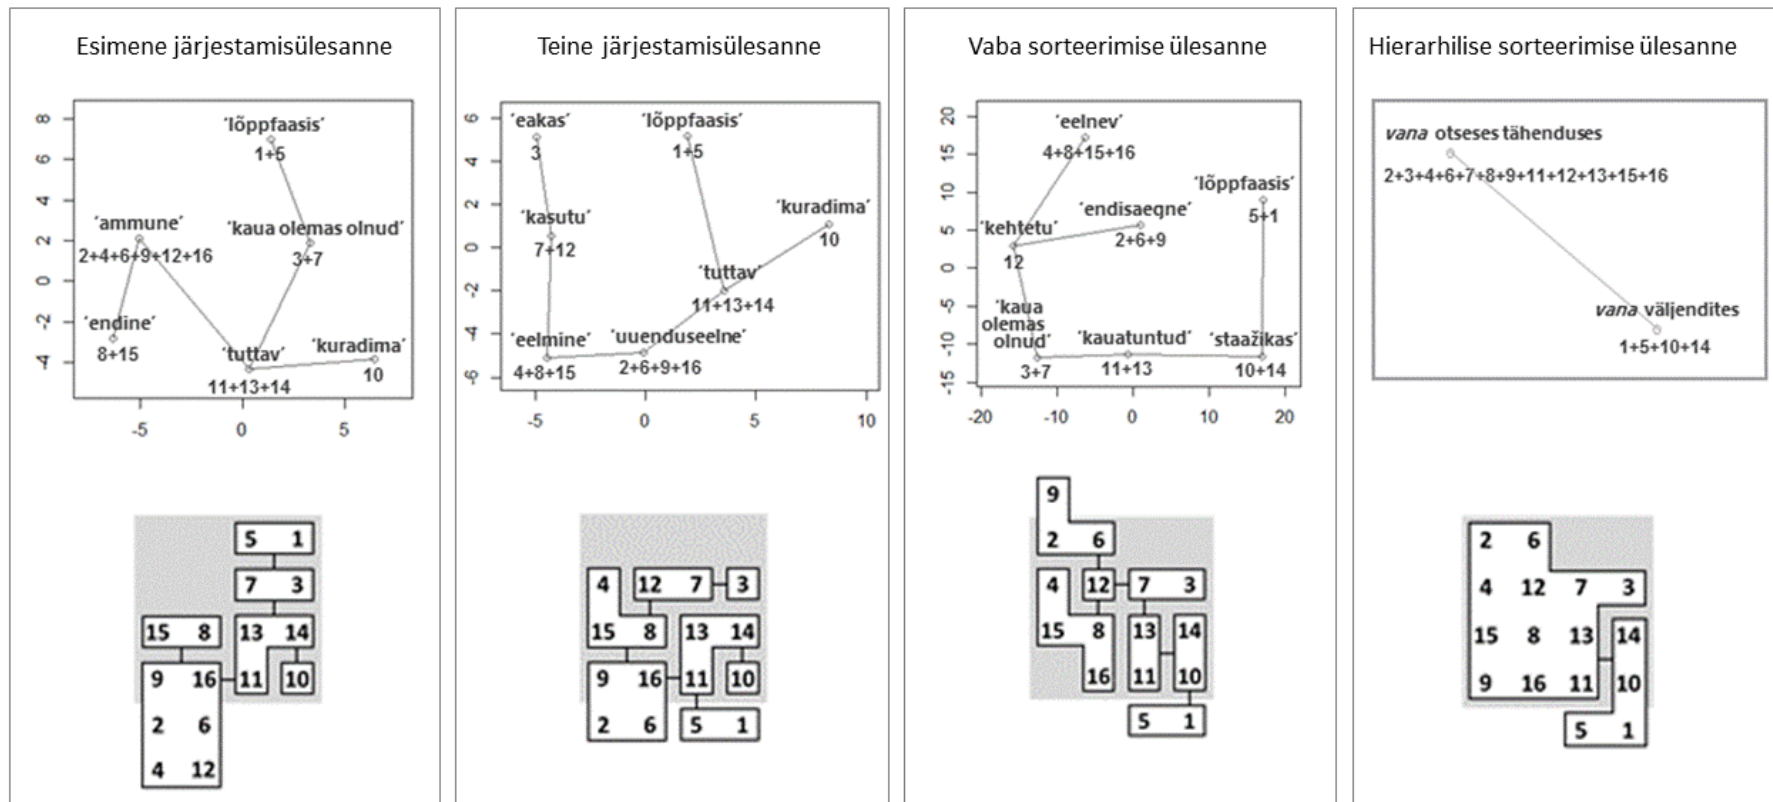 Esimene järjestamisülesanne
8
6
4
2
0
-2
-4
-5
0
5
'lõppfaasis'
1+5
'ammune'
2+4+6+9+12+16
'kaua olemas olnud'
3+7
'endine'
8+15
'tuttav'
11+13+14
'kuradima'
10
5 1
7 3
15 8 13 14
9 16 11 10
2 6
4 12
Teine järjestamisülesanne
6
4
2
0
-2
-4
-6
-5
0
5
10
'eakas'
3
'lõppfaasis'
1+5
'kasutu'
7+12
'kuradima'
10
'tuttav'
11+13+14
'eelmine'
4+8+15
'uuenduseelne'
2+6+9+16
4 12 7 3
15 8 13 14
9 16 11 10
2 6 5 1
Vaba sorteerimise ülesanne
20
15
10
5
0
-5
-10
-15
-20
-10
0
10
20
'eelnev'
4+8+15+16
'lõppfaasis'
5+1
'endisaegne'
2+6+9
'kehtetu'
12
'kaua
olemas
olnud'
3+7
'kauatuntud'
11+13
'staažikas'
10+14
9
2 6
4 12 7 3
15 8 13 14
16 11 10
5 1
Hierarhilise sorteerimise ülesanne
vana otseses tähenduses
2+3+4+6+7+8+9+11+12+13+15+16
vana väljendites
1+5+10+14
2 6
4 12 7 3
15 8 13 14
9 16 11 10
5 1